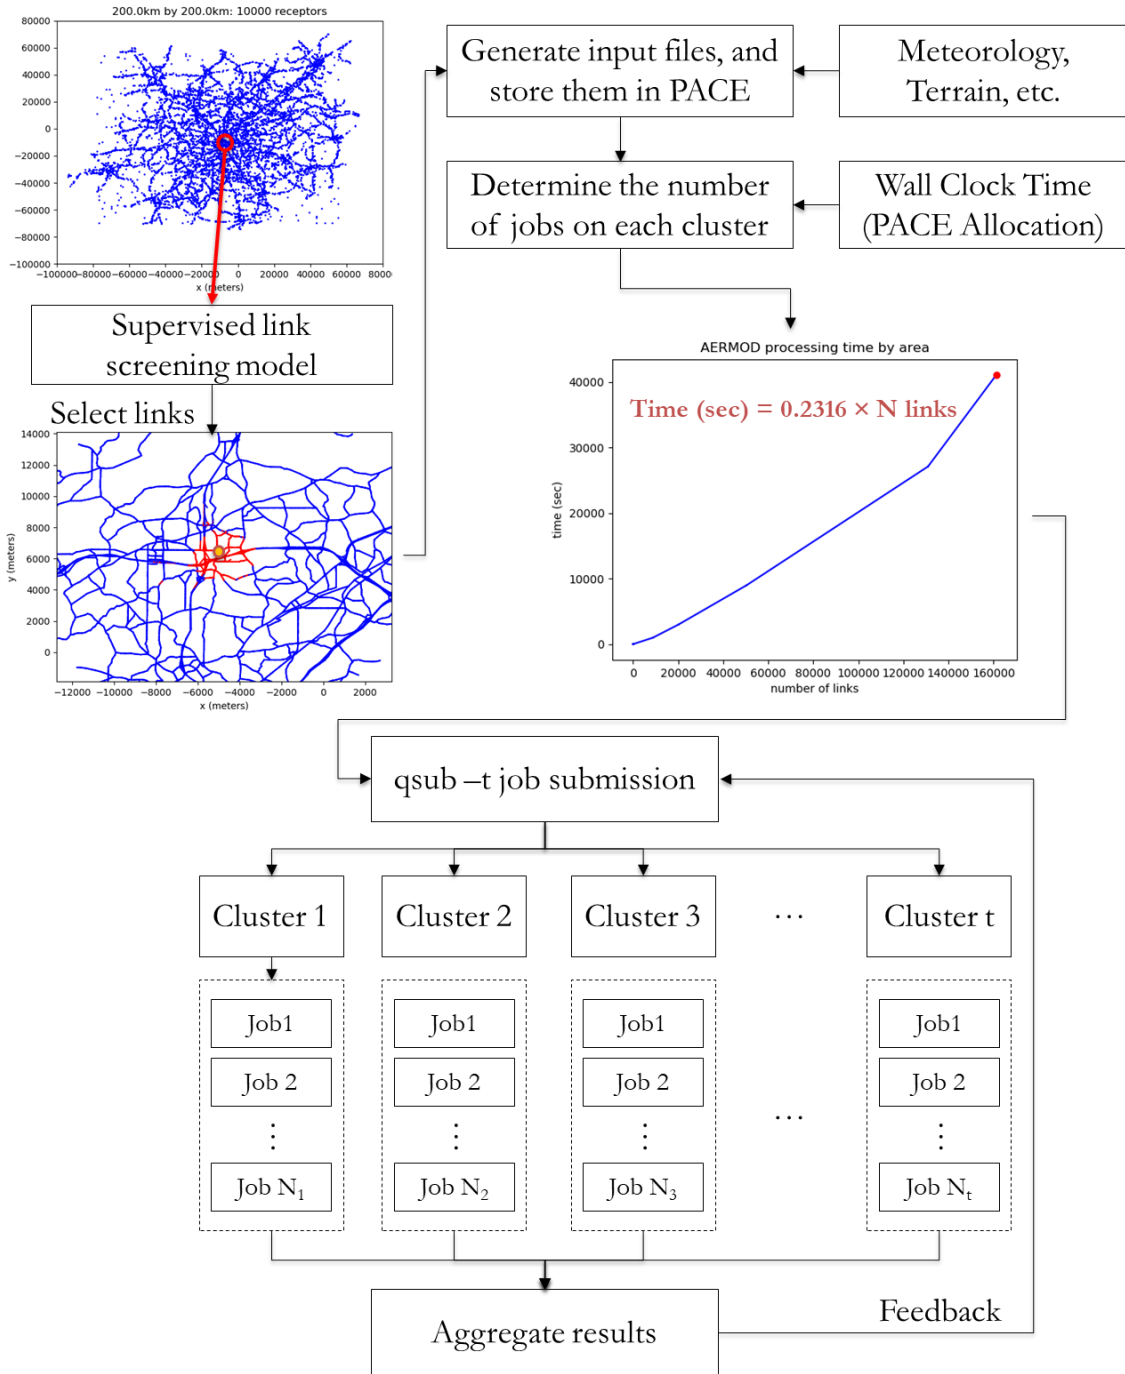 200.0km by 200.0km: 10000 receptors
80000
60000
40000
20000
0
−20000
−40000
−60000
−80000
−100000
−100000−80000−60000−40000−20000 0 20000 40000 60000 80000
x (meters)
Generate input files, and
store them in PACE
Meteorology,
Terrain, etc.
Determine the number
of jobs on each cluster
Wall Clock Time
(PACE Allocation)
Supervised link
screening model
Select links
14000
12000
10000
8000
6000
4000
2000
0
y (meters)
−12000 −10000 −8000 −6000 −4000 −2000 0 2000
x (meters)
AERMOD processing time by area
Time (sec) = 0.2316 × N links
40000
30000
20000
10000
0
time (sec)
0 20000 40000 60000 80000 100000 120000 140000 160000
number of links
qsub –t job submission
Cluster 1 Cluster 2 Cluster 3 … Cluster t
Job1 Job1 Job1 Job1
Job 2 Job 2 Job 2 … Job 2
⋮ ⋮ ⋮ ⋮
Job N₁ Job N₂ Job N₃ Job Nₜ
Feedback
Aggregate results